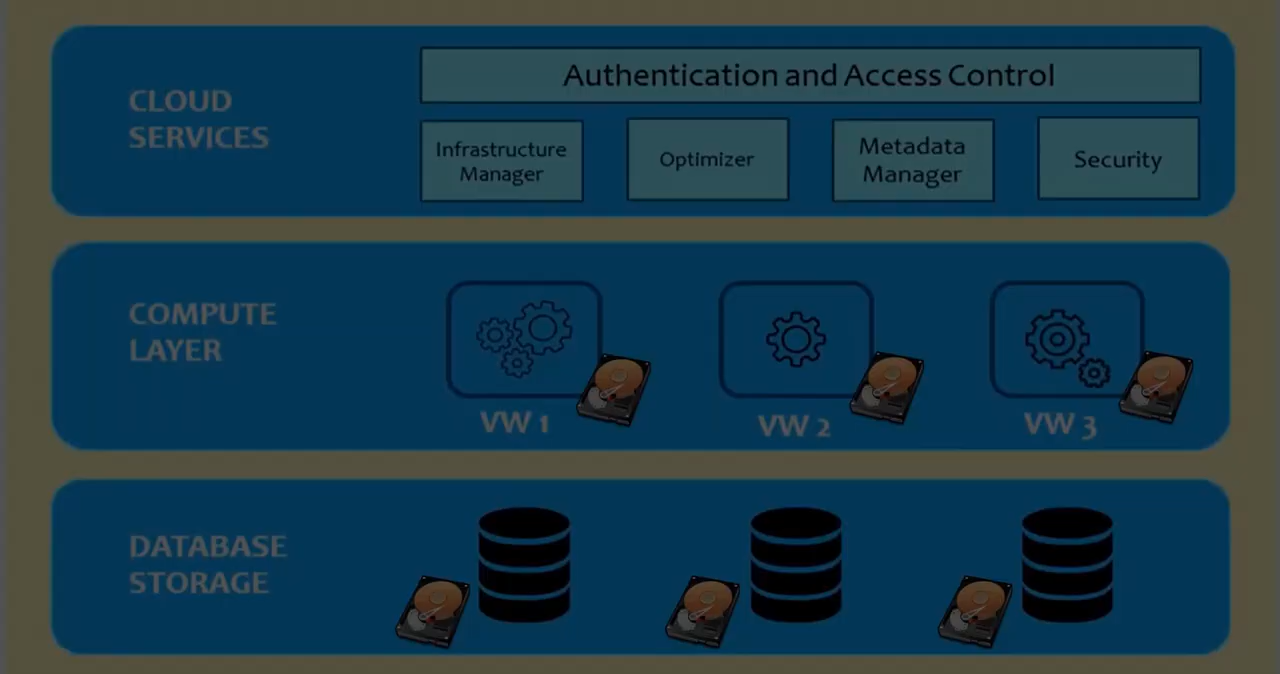 CLOUD
SERVICES
Authentication and Access Control
Infrastructure
Manager
Optimizer
Metadata
Manager
Security
COMPUTE
LAYER
VW 1
VW 2
VW 3
DATABASE
STORAGE